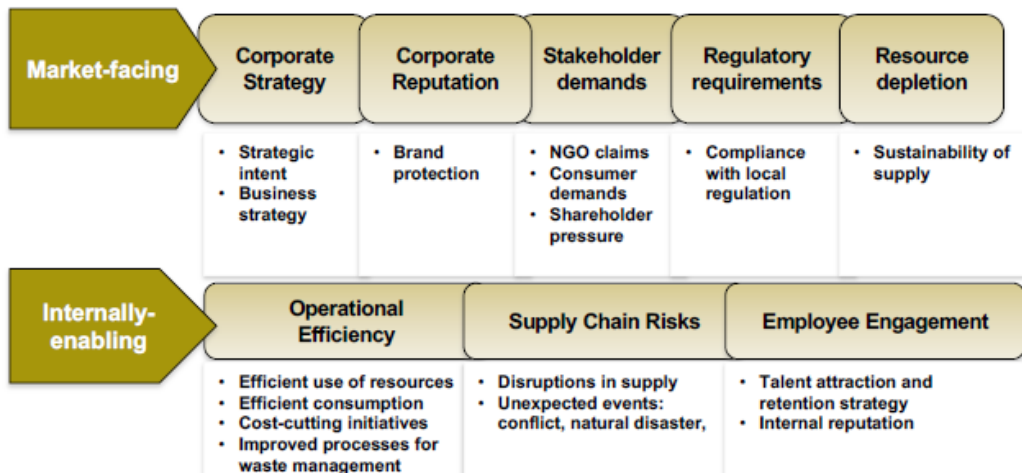 Market-facing
Corporate
Strategy
Corporate
Reputation
Stakeholder
demands
Regulatory
requirements
Resource
depletion
• Strategic
intent
• Business
strategy
• Brand
protection
• NGO claims
• Consumer
demands
• Shareholder
pressure
• Compliance
with local
regulation
• Sustainability of
supply
Internally-
enabling
Operational
Efficiency
Supply Chain Risks
Employee Engagement
• Efficient use of resources
• Efficient consumption
• Cost-cutting initiatives
• Improved processes for
waste management
• Disruptions in supply
• Unexpected events:
conflict, natural disaster,
• Talent attraction and
retention strategy
• Internal reputation